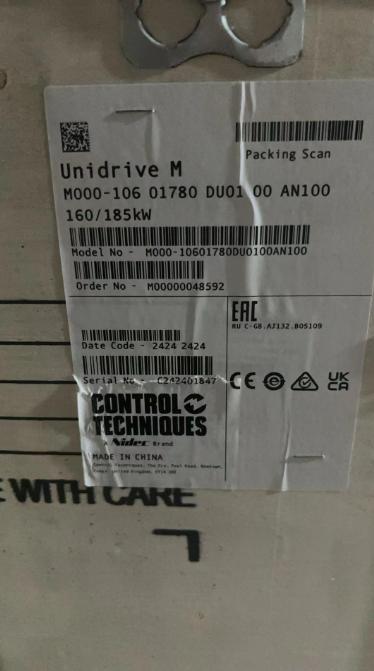 Packing Scan
Unidrive M
M000-106 01780 DU01 00 AN100
160/185kW
Model No - M000-10601780DU0100AN100
Order No - M00000048592
EAC
RU C-GB.АЈ132.B05109
Date Code - 2424 2424
Serial No - C242401847
CE UK CA
CONTROL
TECHNIQUES
A Nidec Brand
MADE IN CHINA
WITH CARE